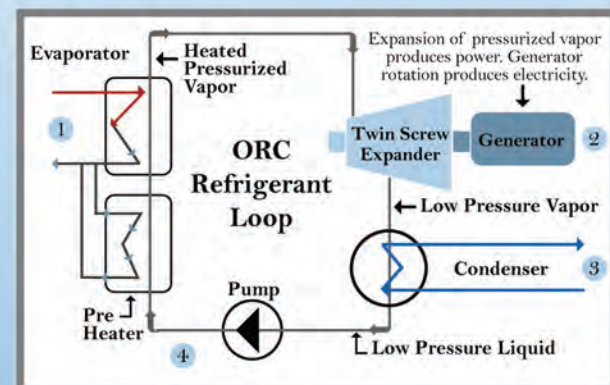 Evaporator
Heated
Pressurized
Vapor
Expansion of pressurized vapor
produces power. Generator
rotation produces electricity.
1
Twin Screw
Expander
Generator
2
ORC
Refrigerant
Loop
Low Pressure Vapor
Condenser
3
Pump
Pre
Heater
4
Low Pressure Liquid